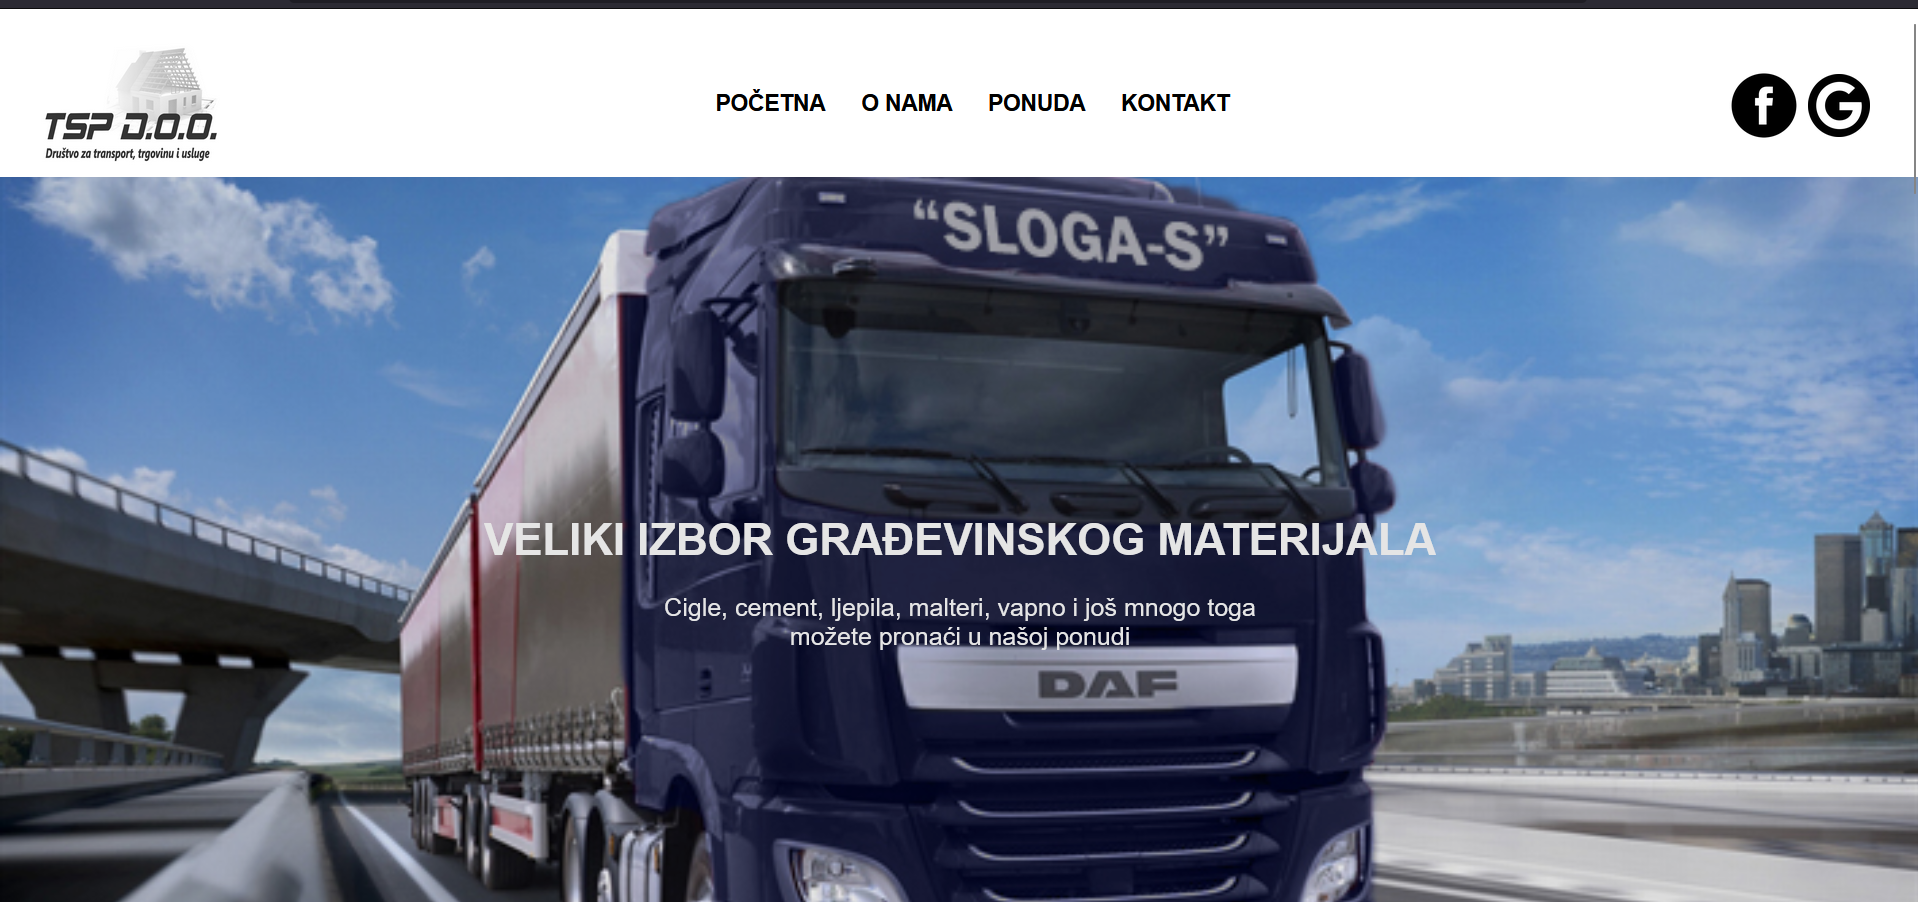 TSP D.O.O.
Društvo za transport, trgovinu i usluge
POČETNA O NAMA PONUDA KONTAKT
f G
“SLOGA-S”
VELIKI IZBOR GRAĐEVINSKOG MATERIJALA
Cigle, cement, ljepila, malteri, vapno i još mnogo toga
možete pronaći u našoj ponudi
DAF